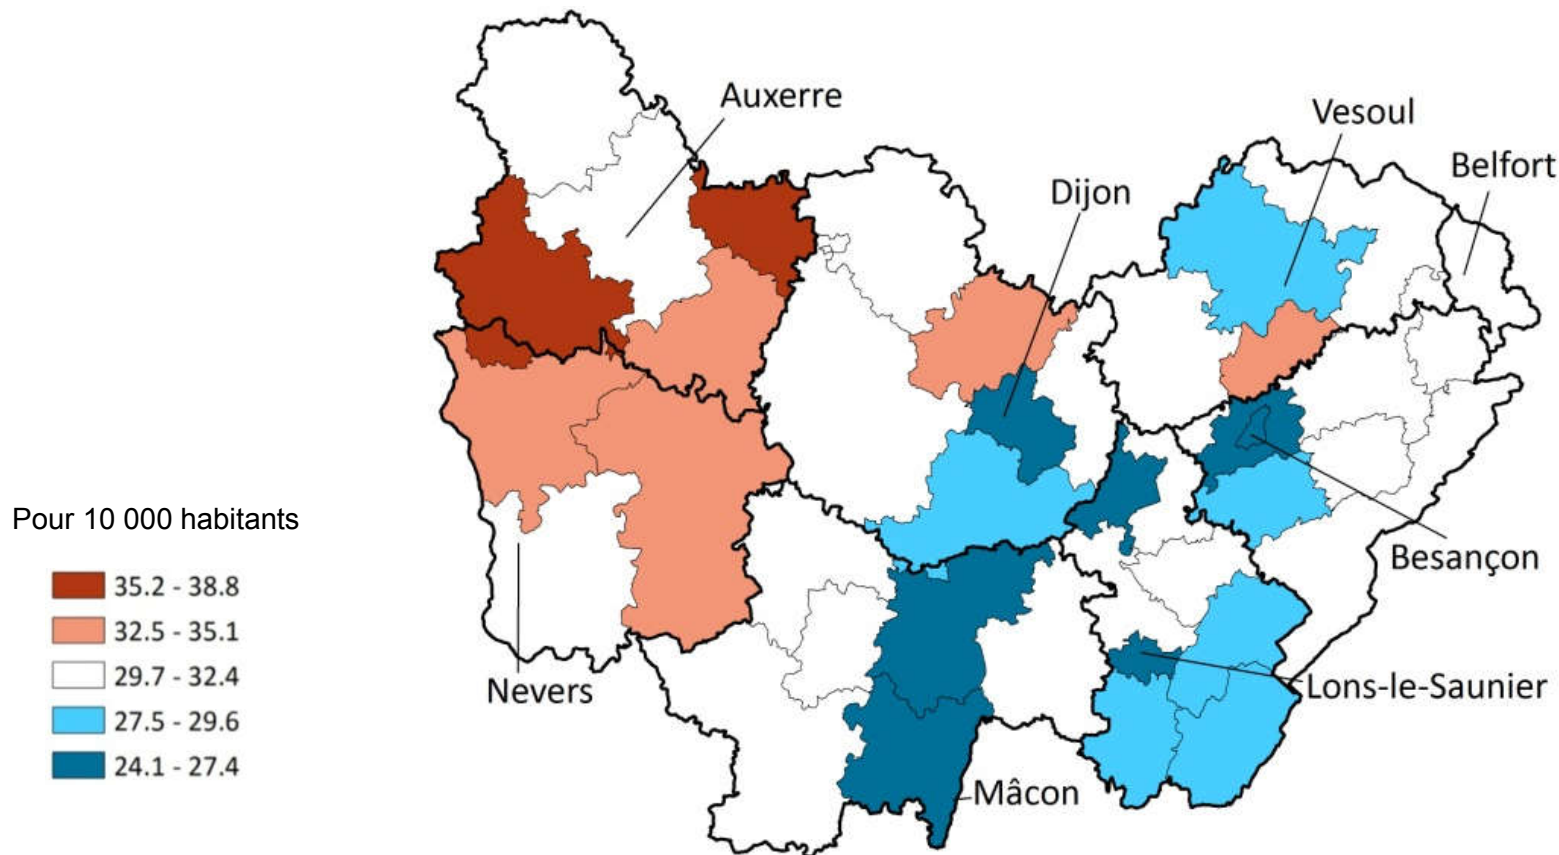 Auxerre
Vesoul
Belfort
Dijon
Pour 10 000 habitants
35.2 - 38.8
32.5 - 35.1
29.7 - 32.4
27.5 - 29.6
24.1 - 27.4
Besançon
Nevers
Lons-le-Saunier
Mâcon